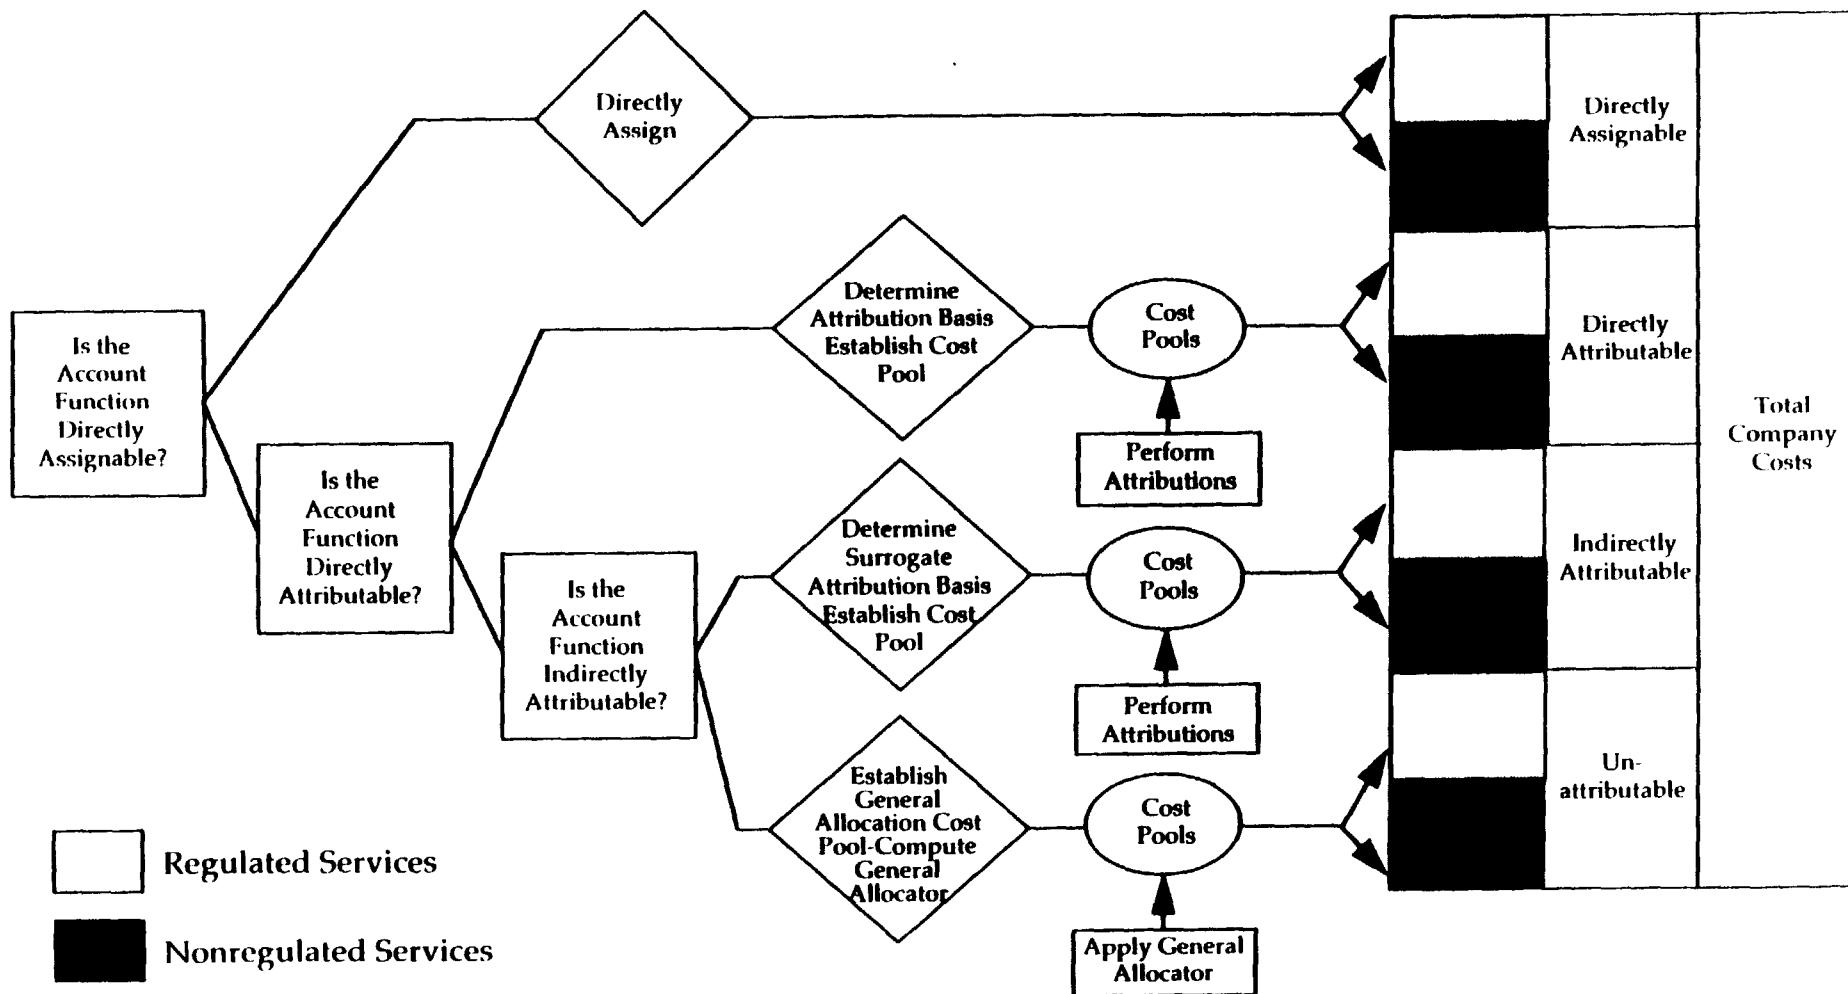 Is the
Account
Function
Directly
Assignable?
Is the
Account
Function
Directly
Attributable?
Is the
Account
Function
Indirectly
Attributable?
Directly
Assign
Determine
Attribution Basis
Establish Cost
Pool
Cost
Pools
Perform
Attributions
Determine
Surrogate
Attribution Basis
Establish Cost
Pool
Cost
Pools
Perform
Attributions
Establish
General
Allocation Cost
Pool-Compute
General
Allocator
Cost
Pools
Apply General
Allocator
Directly
Assignable
Directly
Attributable
Indirectly
Attributable
Un-
attributable
Total
Company
Costs
Regulated Services
Nonregulated Services